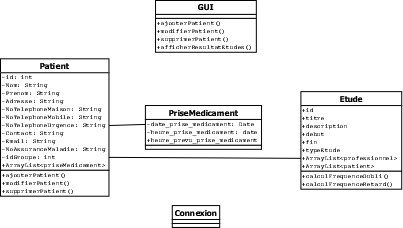 GUI
+ajouterPatient()
+modifierPatient()
+supprimerPatient()
+afficherResultatEtudes()
Patient
-id: int
-Nom: String
-Prenom: String
-Adresse: String
-NoTelephoneMaison: String
-NoTelephoneMobile: String
-NoTelephoneUrgence: String
-Contact: String
-Email: String
-NoAssuranceMaladie: String
-idGroupe: int
+ArrayList<priseMedicament>
+ajouterPatient()
+modifierPatient()
+supprimerPatient()
PriseMedicament
-date_prise_medicament: Date
-heure_prise_medicament: date
+heure_prevu_prise_medicament
Etude
+id
+titre
+description
+debut
+fin
+typeEtude
+ArrayList<professionnel>
+ArrayList<patient>
+calculFrequenceOubli()
+calculFrequenceRetard()
Connexion